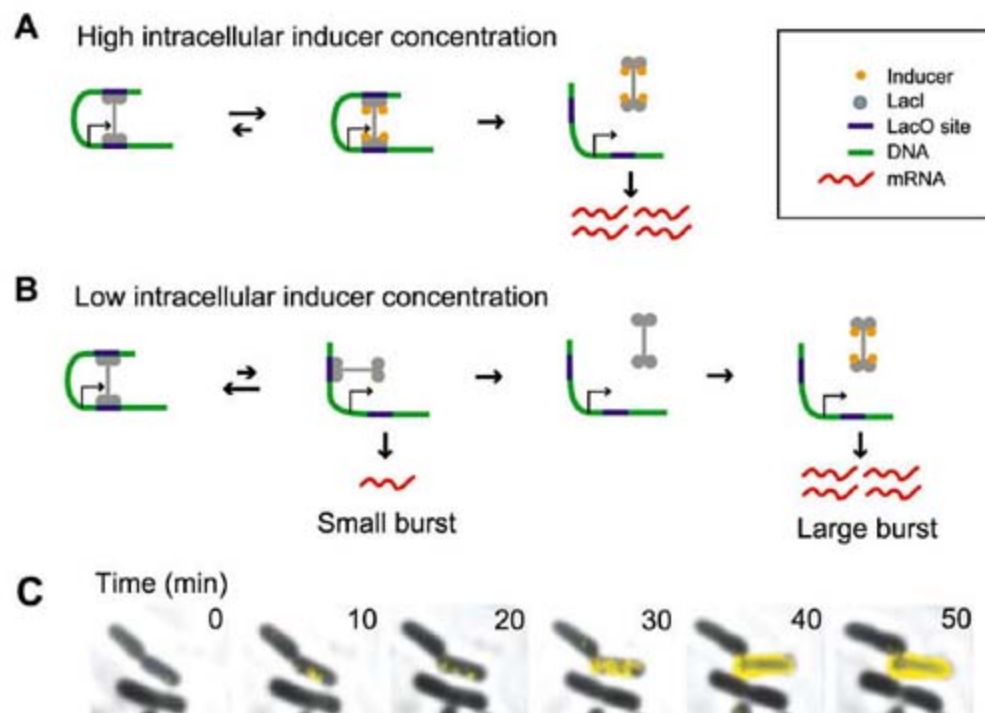 A
High intracellular inducer concentration
Inducer
LacI
LacO site
DNA
mRNA
B
Low intracellular inducer concentration
Small burst
Large burst
C
Time (min)
0 10 20 30 40 50